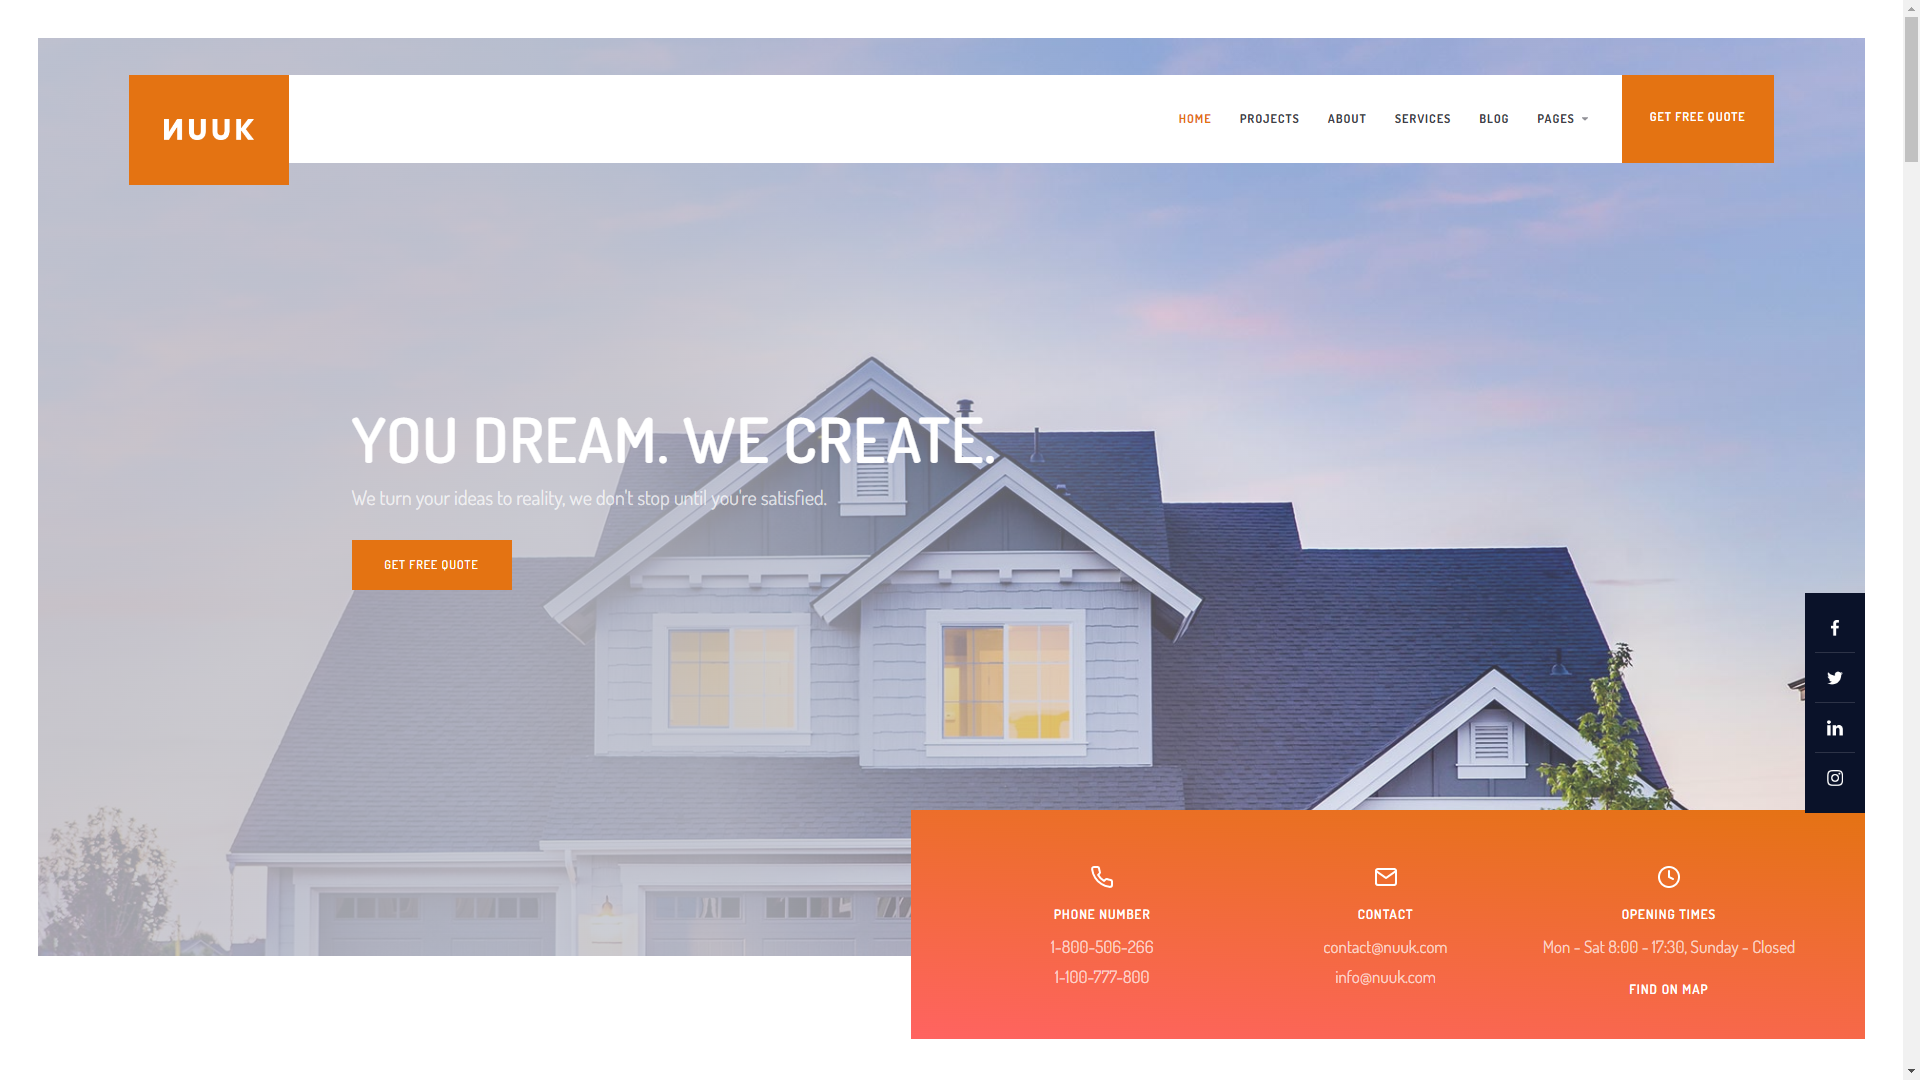 NUUK
HOME PROJECTS ABOUT SERVICES BLOG PAGES
GET FREE QUOTE
YOU DREAM. WE CREATE.
We turn your ideas to reality, we don't stop until you're satisfied.
GET FREE QUOTE
PHONE NUMBER
1-800-506-266
1-100-777-800
CONTACT
contact@nuuk.com
info@nuuk.com
OPENING TIMES
Mon - Sat 8:00 - 17:30, Sunday - Closed
FIND ON MAP